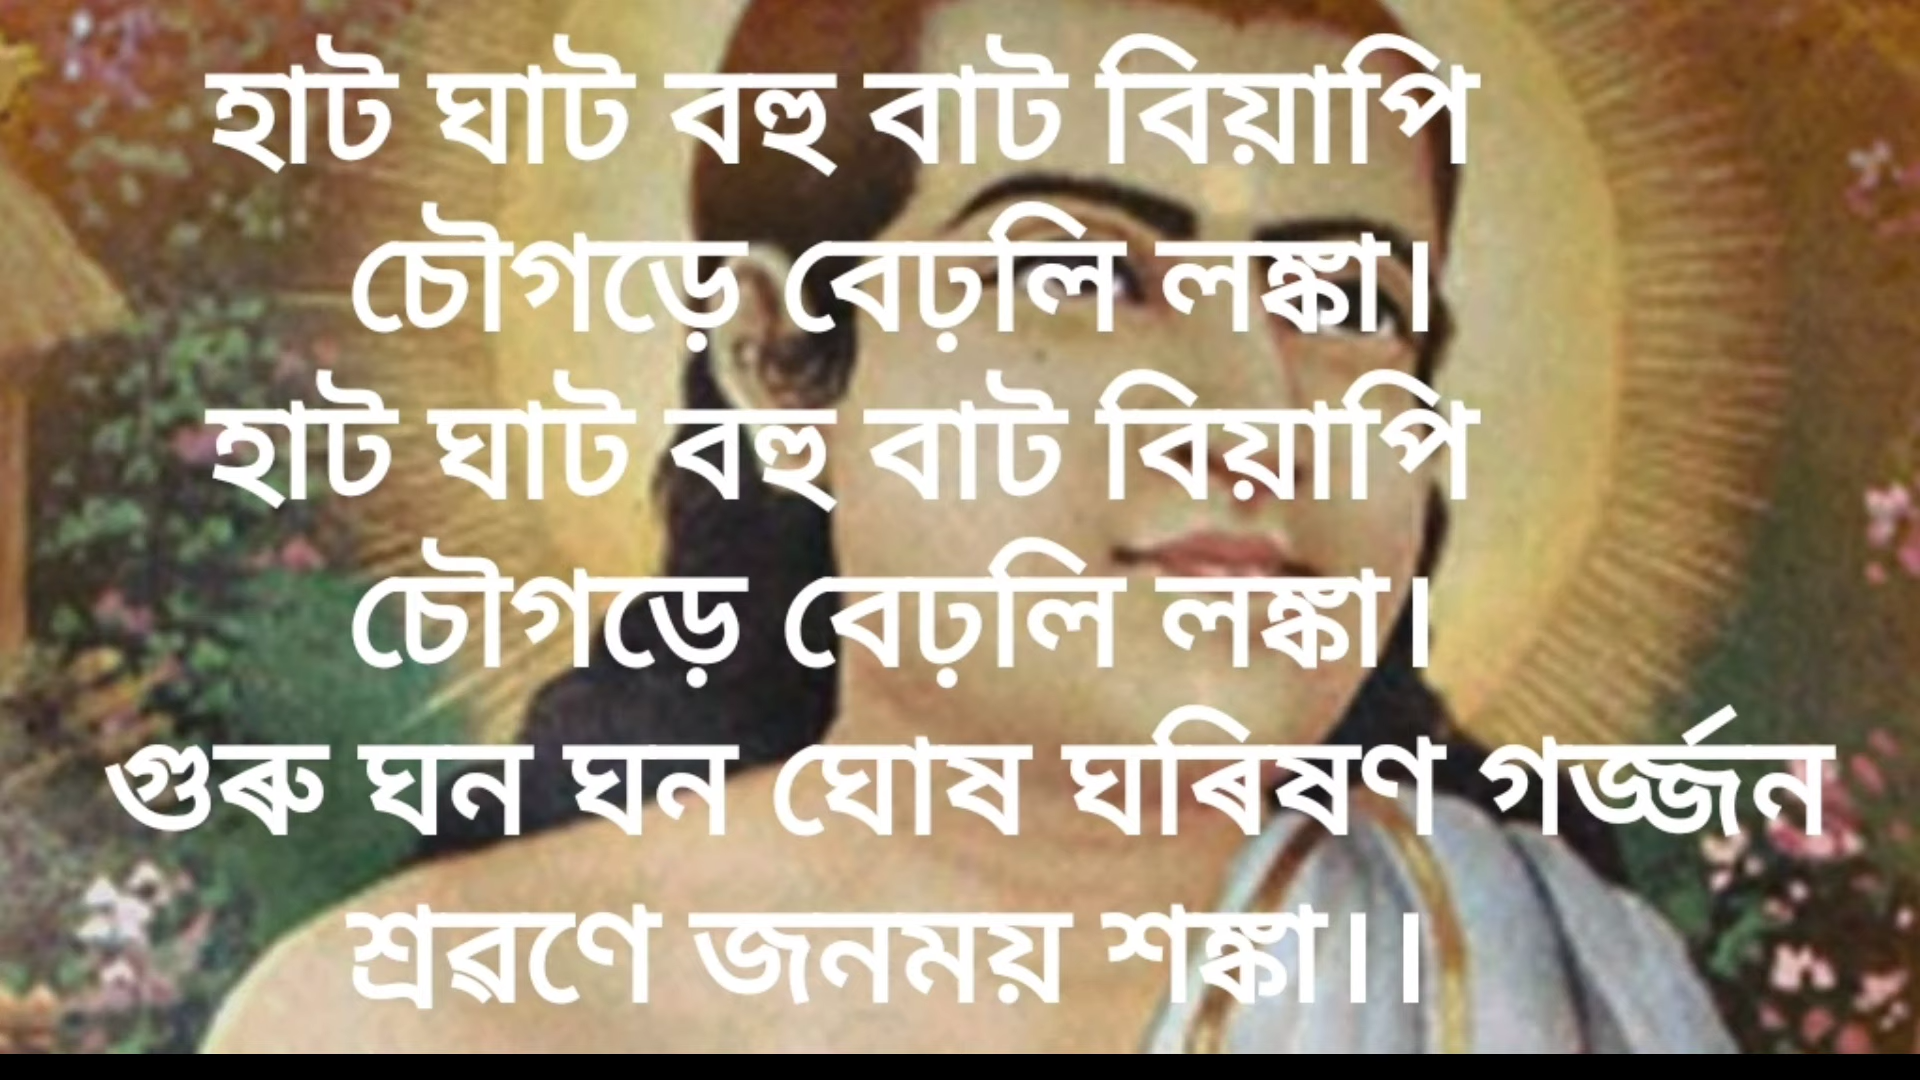 হাট ঘাট বহু বাট বিয়াপি
চৌগড়ে বেঢ়লি লঙ্কা।
হাট ঘাট বহু বাট বিয়াপি
চৌগড়ে বেঢ়লি লঙ্কা।
গুৰু ঘন ঘন ঘোষ ঘৰিষণ গৰ্জ্জন
শ্ৰৱণে জনময় শঙ্কা।।